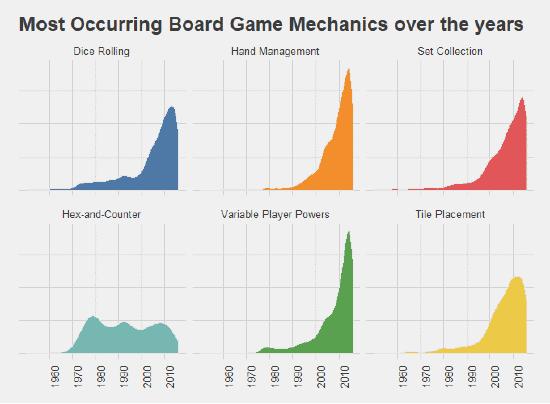 Most Occurring Board Game Mechanics over the years
Dice Rolling
Hand Management
Set Collection
Hex-and-Counter
Variable Player Powers
Tile Placement
1960 1970 1980 1990 2000 2010
1960 1970 1980 1990 2000 2010
1960 1970 1980 1990 2000 2010